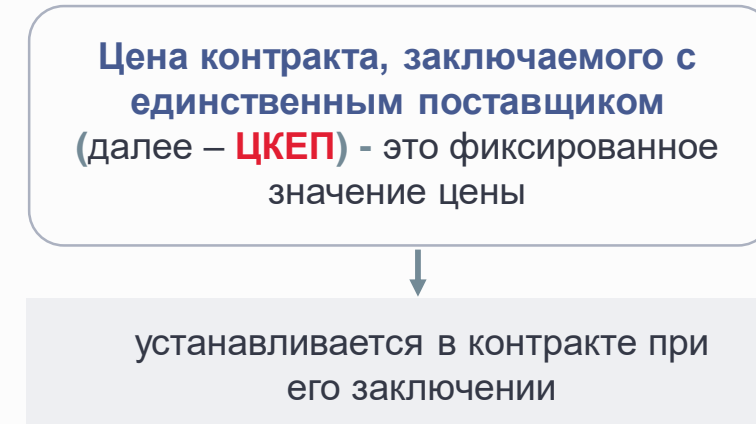 Цена контракта, заключаемого с
единственным поставщиком
(далее – ЦКЕП) - это фиксированное
значение цены
устанавливается в контракте при
его заключении